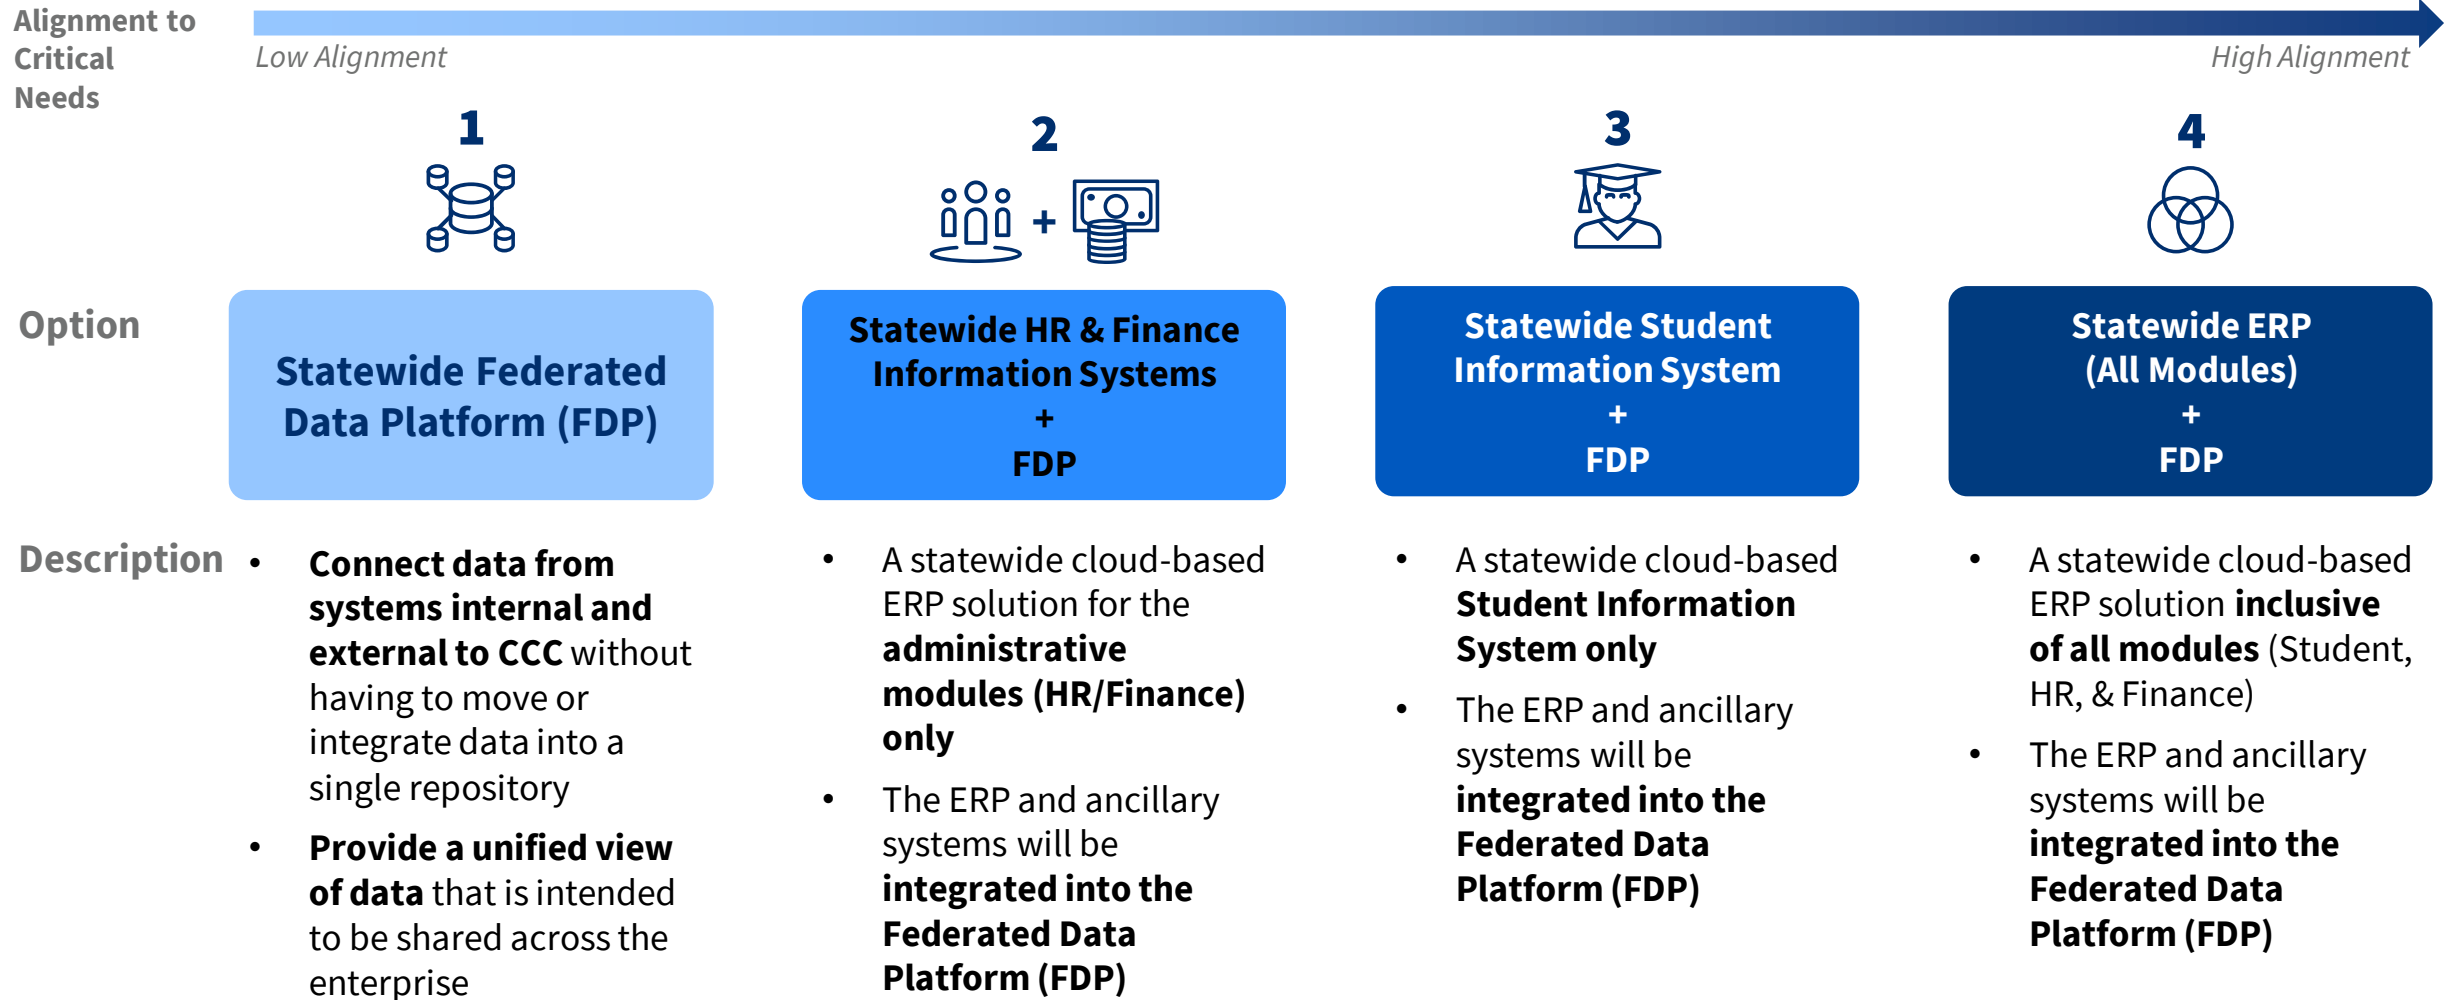 Alignment to
Critical
Needs
Low Alignment
High Alignment
1
2
3
4
+
Option
Statewide Federated
Data Platform (FDP)
Statewide HR & Finance
Information Systems
+
FDP
Statewide Student
Information System
+
FDP
Statewide ERP
(All Modules)
+
FDP
Description
• Connect data from
systems internal and
external to CCC without
having to move or
integrate data into a
single repository
• Provide a unified view
of data that is intended
to be shared across the
enterprise
• A statewide cloud-based
ERP solution for the
administrative
modules (HR/Finance)
only
• The ERP and ancillary
systems will be
integrated into the
Federated Data
Platform (FDP)
• A statewide cloud-based
Student Information
System only
• The ERP and ancillary
systems will be
integrated into the
Federated Data
Platform (FDP)
• A statewide cloud-based
ERP solution inclusive
of all modules (Student,
HR, & Finance)
• The ERP and ancillary
systems will be
integrated into the
Federated Data
Platform (FDP)